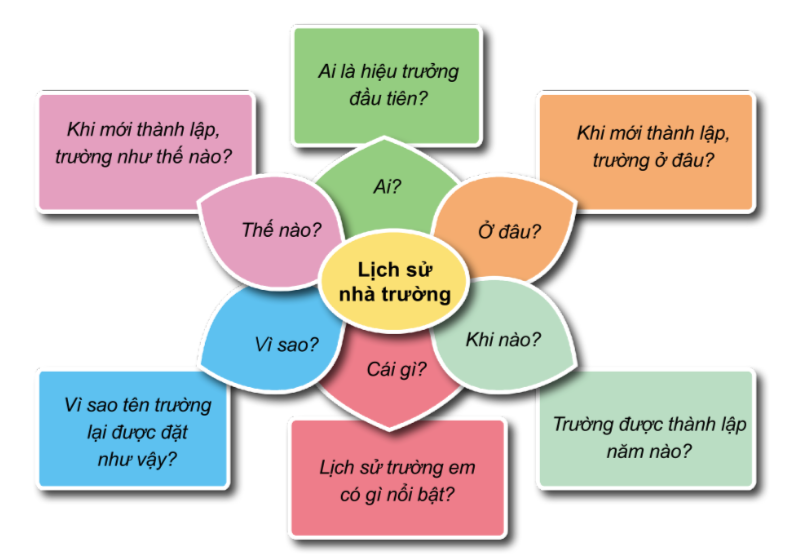 Ai là hiệu trưởng
đầu tiên?
Khi mới thành lập,
trường như thế nào?
Khi mới thành lập,
trường ở đâu?
Ai?
Thế nào?
Ở đâu?
Lịch sử
nhà trường
Vì sao?
Khi nào?
Cái gì?
Vì sao tên trường
lại được đặt
như vậy?
Trường được thành lập
năm nào?
Lịch sử trường em
có gì nổi bật?